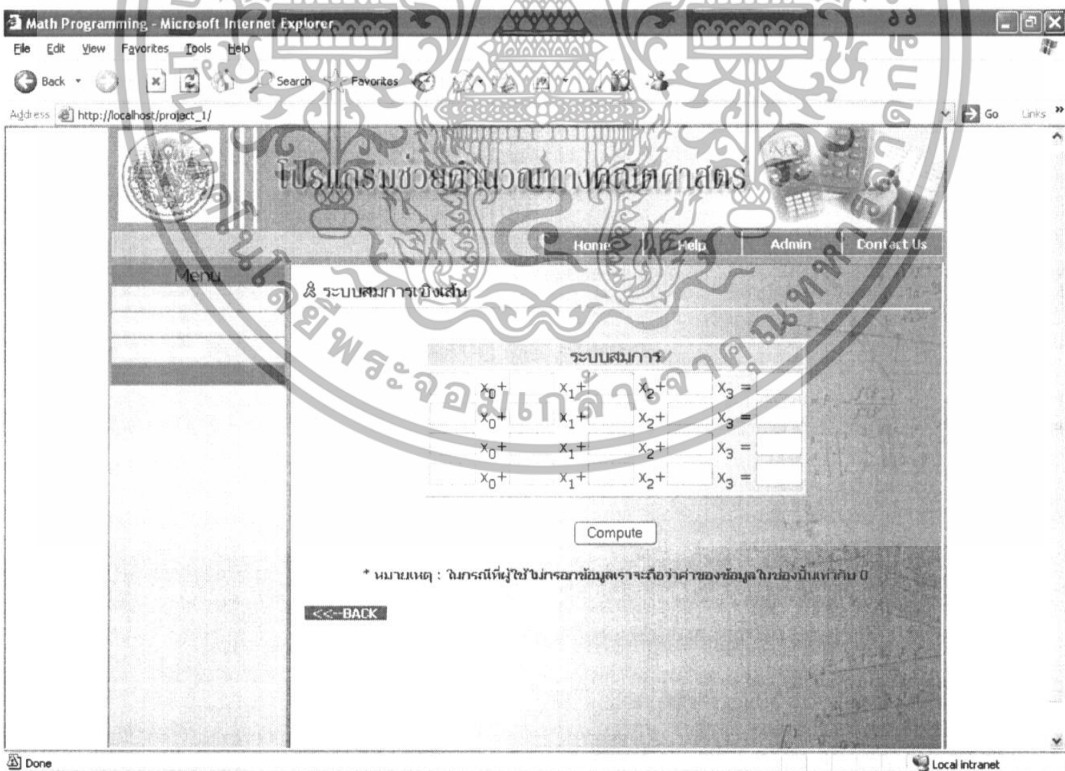 Math Programming - Microsoft Internet Explorer
File Edit View Favorites Tools Help
Back Search Favorites
Address http://localhost/project_1/ Go Links »
โปรแกรมช่วยคำนวณทางคณิตศาสตร์
Home Help Admin Contact Us
Menu
ระบบสมการเชิงเส้น
ระบบสมการ
x₀+ x₁+ x₂+ x₃ =
x₀+ x₁+ x₂+ x₃ =
x₀+ x₁+ x₂+ x₃ =
x₀+ x₁+ x₂+ x₃ =
Compute
* หมายเหตุ : ในกรณีที่ผู้ใช้ไม่กรอกข้อมูลเราจะถือว่าค่าของข้อมูลในช่องนั้นเท่ากับ 0
<<--BACK
Done Local intranet